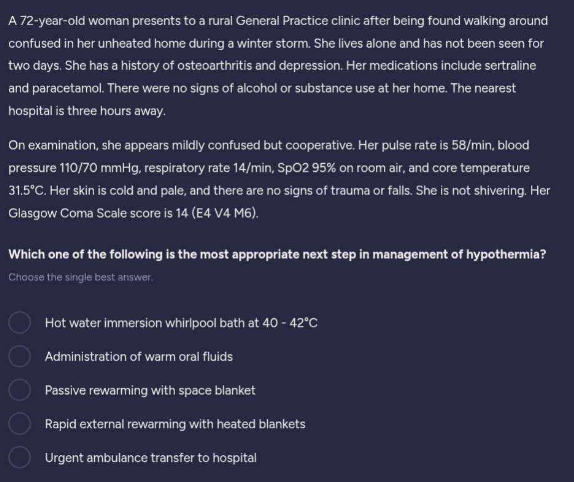 A 72-year-old woman presents to a rural General Practice clinic after being found walking around
confused in her unheated home during a winter storm. She lives alone and has not been seen for
two days. She has a history of osteoarthritis and depression. Her medications include sertraline
and paracetamol. There were no signs of alcohol or substance use at her home. The nearest
hospital is three hours away.
On examination, she appears mildly confused but cooperative. Her pulse rate is 58/min, blood
pressure 110/70 mmHg, respiratory rate 14/min, SpO2 95% on room air, and core temperature
31.5°C. Her skin is cold and pale, and there are no signs of trauma or falls. She is not shivering. Her
Glasgow Coma Scale score is 14 (E4 V4 M6).
Which one of the following is the most appropriate next step in management of hypothermia?
Choose the single best answer.
Hot water immersion whirlpool bath at 40 - 42°C
Administration of warm oral fluids
Passive rewarming with space blanket
Rapid external rewarming with heated blankets
Urgent ambulance transfer to hospital